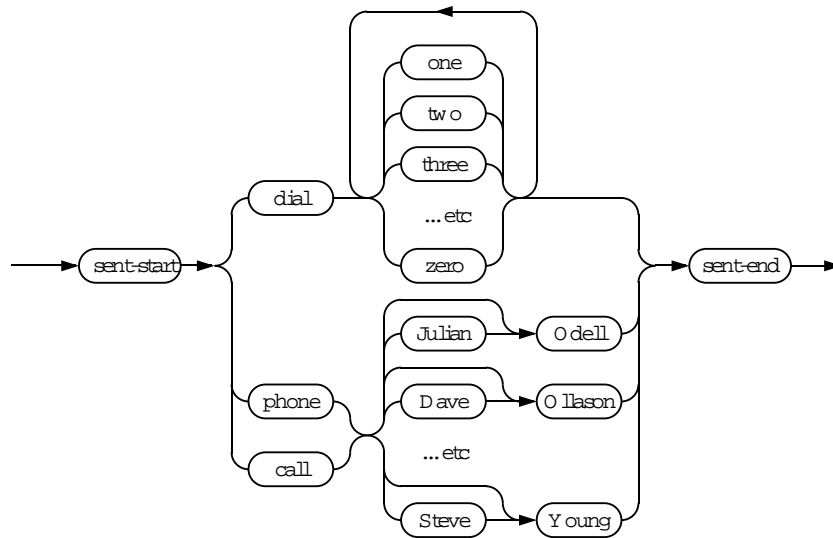 one
two
three
dial
... etc
sent-start
zero
sent-end
Julian
Odell
phone
Dave
Ollason
... etc
call
Steve
Young